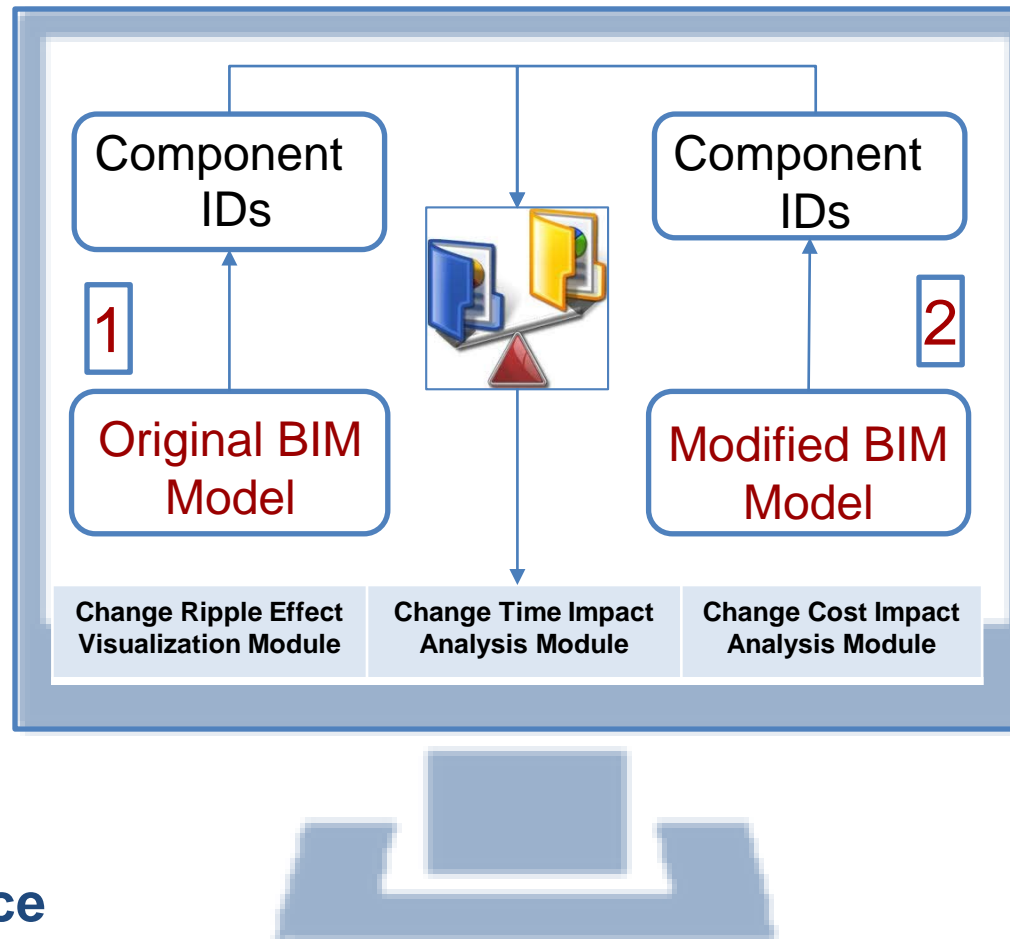 Component
IDs
Component
IDs
1
2
Original BIM
Model
Modified BIM
Model
Change Ripple Effect
Visualization Module
Change Time Impact
Analysis Module
Change Cost Impact
Analysis Module
ce